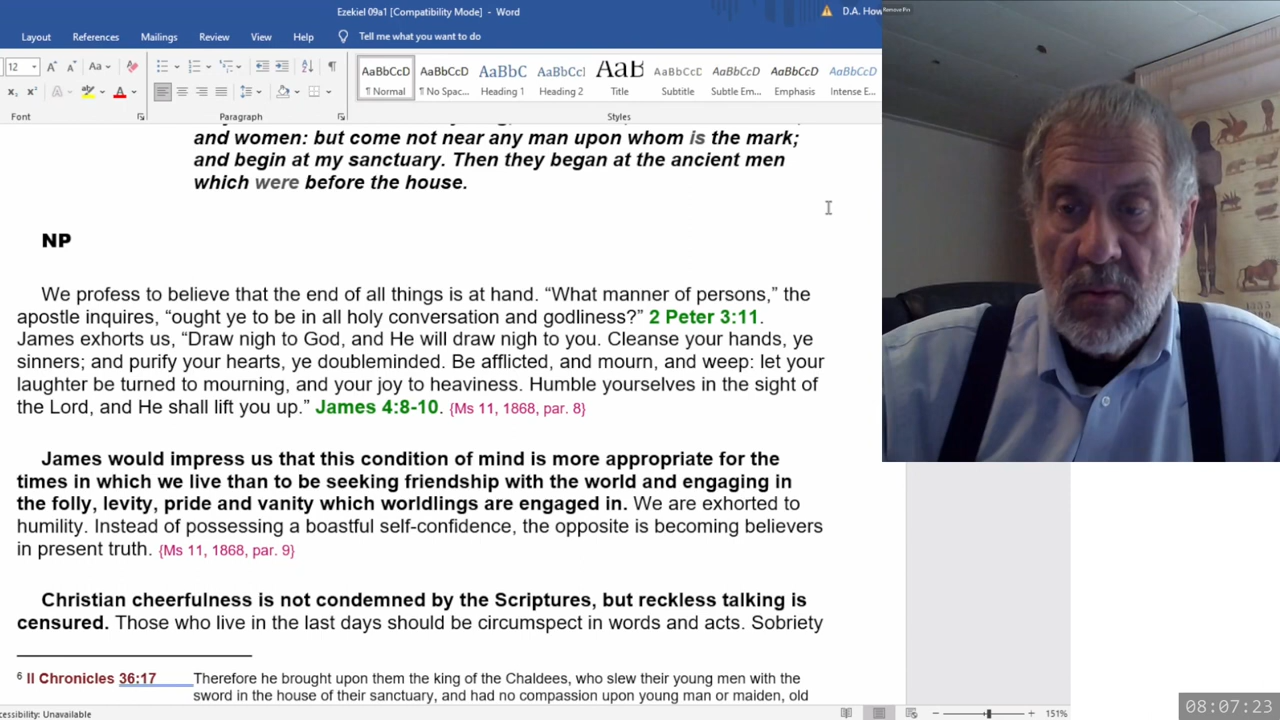 Ezekiel 09a1 [Compatibility Mode] - Word
D.A. How
Remove Pin
Layout References Mailings Review View Help Tell me what you want to do
12 Aa
AaBbCcD AaBbCcD AaBbC AaBbCcl AaB AaBbCcD AaBbCcD AaBbCcD AaBbCcD
¶ Normal ¶ No Spac... Heading 1 Heading 2 Title Subtitle Subtle Em... Emphasis Intense E...
Font Paragraph Styles
and women: but come not near any man upon whom is the mark;
and begin at my sanctuary. Then they began at the ancient men
which were before the house.
NP
We profess to believe that the end of all things is at hand. “What manner of persons,” the
apostle inquires, “ought ye to be in all holy conversation and godliness?” 2 Peter 3:11.
James exhorts us, “Draw nigh to God, and He will draw nigh to you. Cleanse your hands, ye
sinners; and purify your hearts, ye doubleminded. Be afflicted, and mourn, and weep: let your
laughter be turned to mourning, and your joy to heaviness. Humble yourselves in the sight of
the Lord, and He shall lift you up.” James 4:8-10. {Ms 11, 1868, par. 8}
James would impress us that this condition of mind is more appropriate for the
times in which we live than to be seeking friendship with the world and engaging in
the folly, levity, pride and vanity which worldlings are engaged in. We are exhorted to
humility. Instead of possessing a boastful self-confidence, the opposite is becoming believers
in present truth. {Ms 11, 1868, par. 9}
Christian cheerfulness is not condemned by the Scriptures, but reckless talking is
censured. Those who live in the last days should be circumspect in words and acts. Sobriety
6 II Chronicles 36:17 Therefore he brought upon them the king of the Chaldees, who slew their young men with the
sword in the house of their sanctuary, and had no compassion upon young man or maiden, old
cessibility: Unavailable
151%
08:07:23